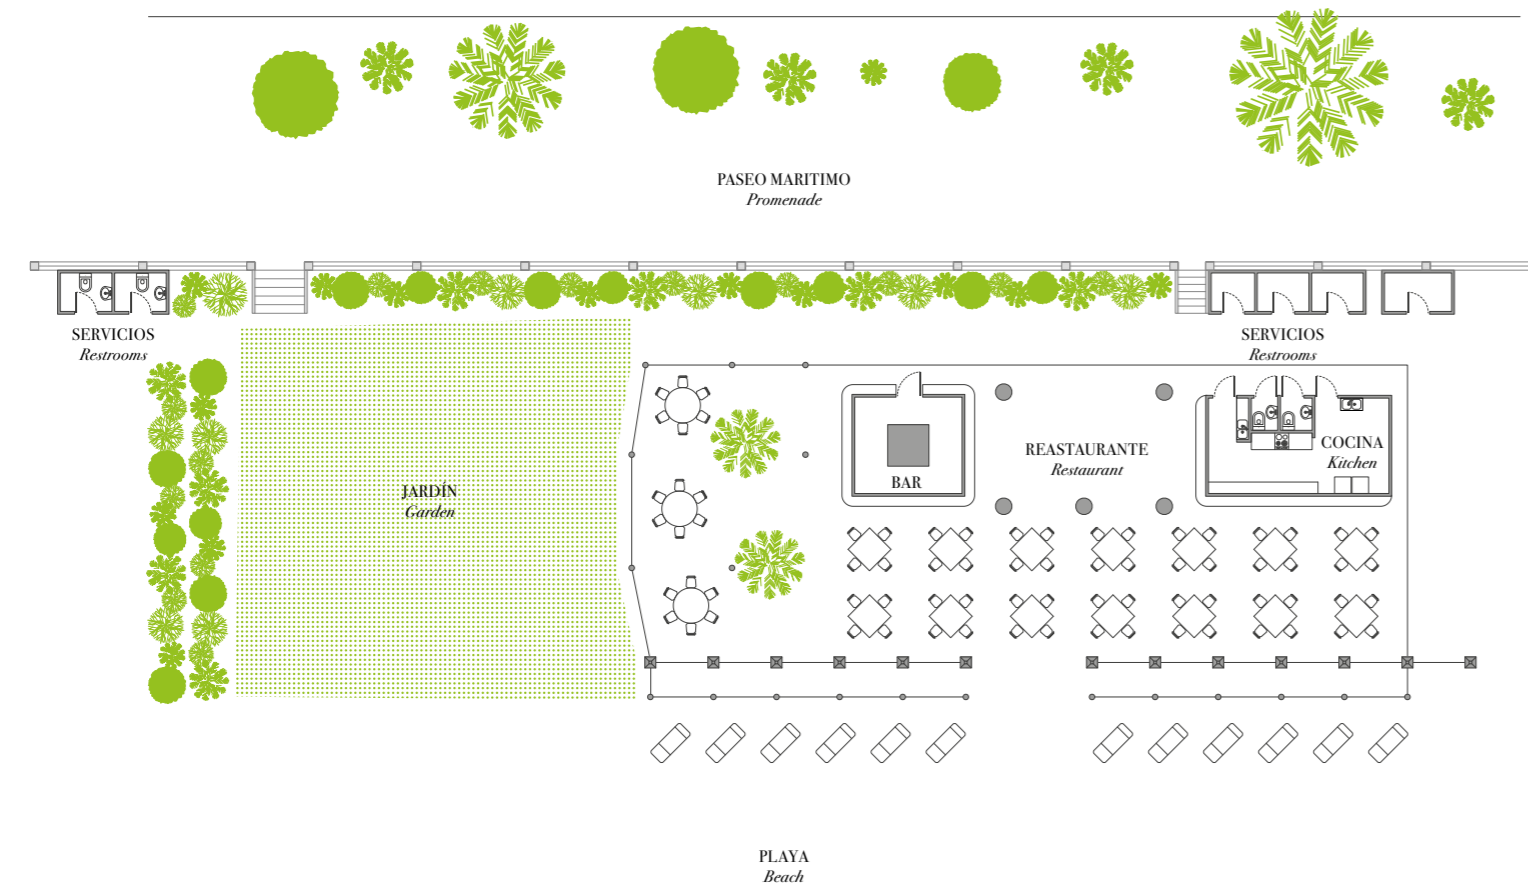 PASEO MARITIMO
Promenade
SERVICIOS
Restrooms
SERVICIOS
Restrooms
JARDÍN
Garden
BAR
REASTAURANTE
Restaurant
COCINA
Kitchen
PLAYA
Beach